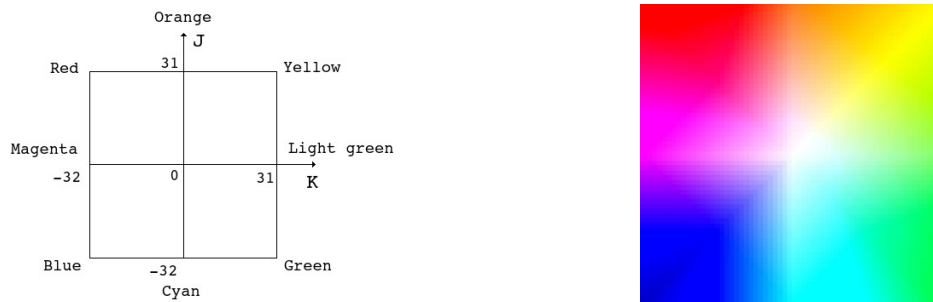 Orange
J
Red 31 Yellow
Magenta Light green
-32 0 31 K
Blue -32 Green
Cyan